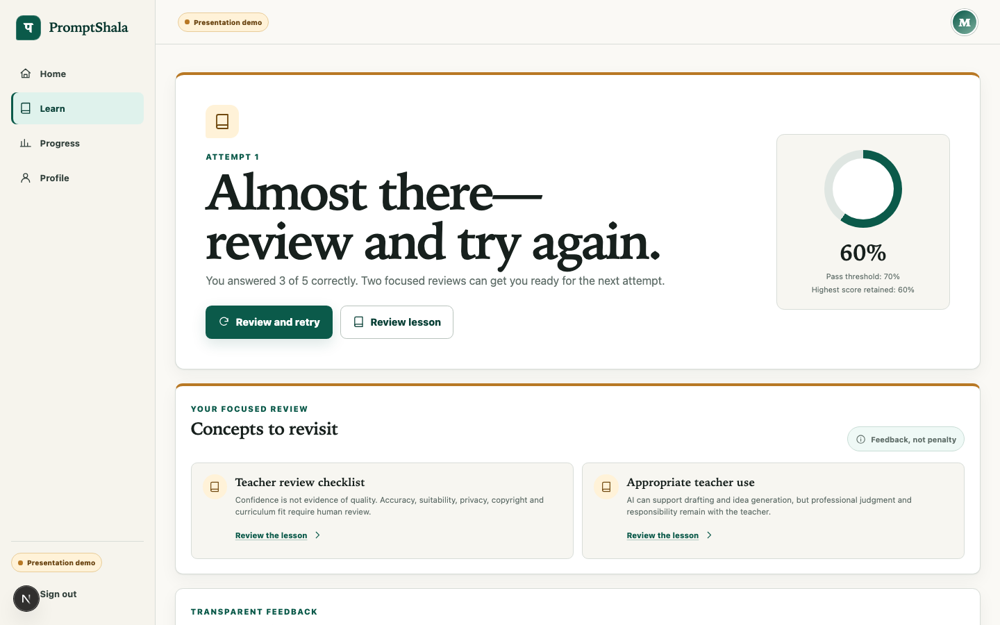 प PromptShala
Presentation demo
M
Home
Learn
Progress
Profile
ATTEMPT 1
Almost there—
review and try again.
You answered 3 of 5 correctly. Two focused reviews can get you ready for the next attempt.
Review and retry
Review lesson
60%
Pass threshold: 70%
Highest score retained: 60%
YOUR FOCUSED REVIEW
Concepts to revisit
Feedback, not penalty
Teacher review checklist
Confidence is not evidence of quality. Accuracy, suitability, privacy, copyright and
curriculum fit require human review.
Review the lesson
Appropriate teacher use
AI can support drafting and idea generation, but professional judgment and
responsibility remain with the teacher.
Review the lesson
Presentation demo
N
Sign out
TRANSPARENT FEEDBACK